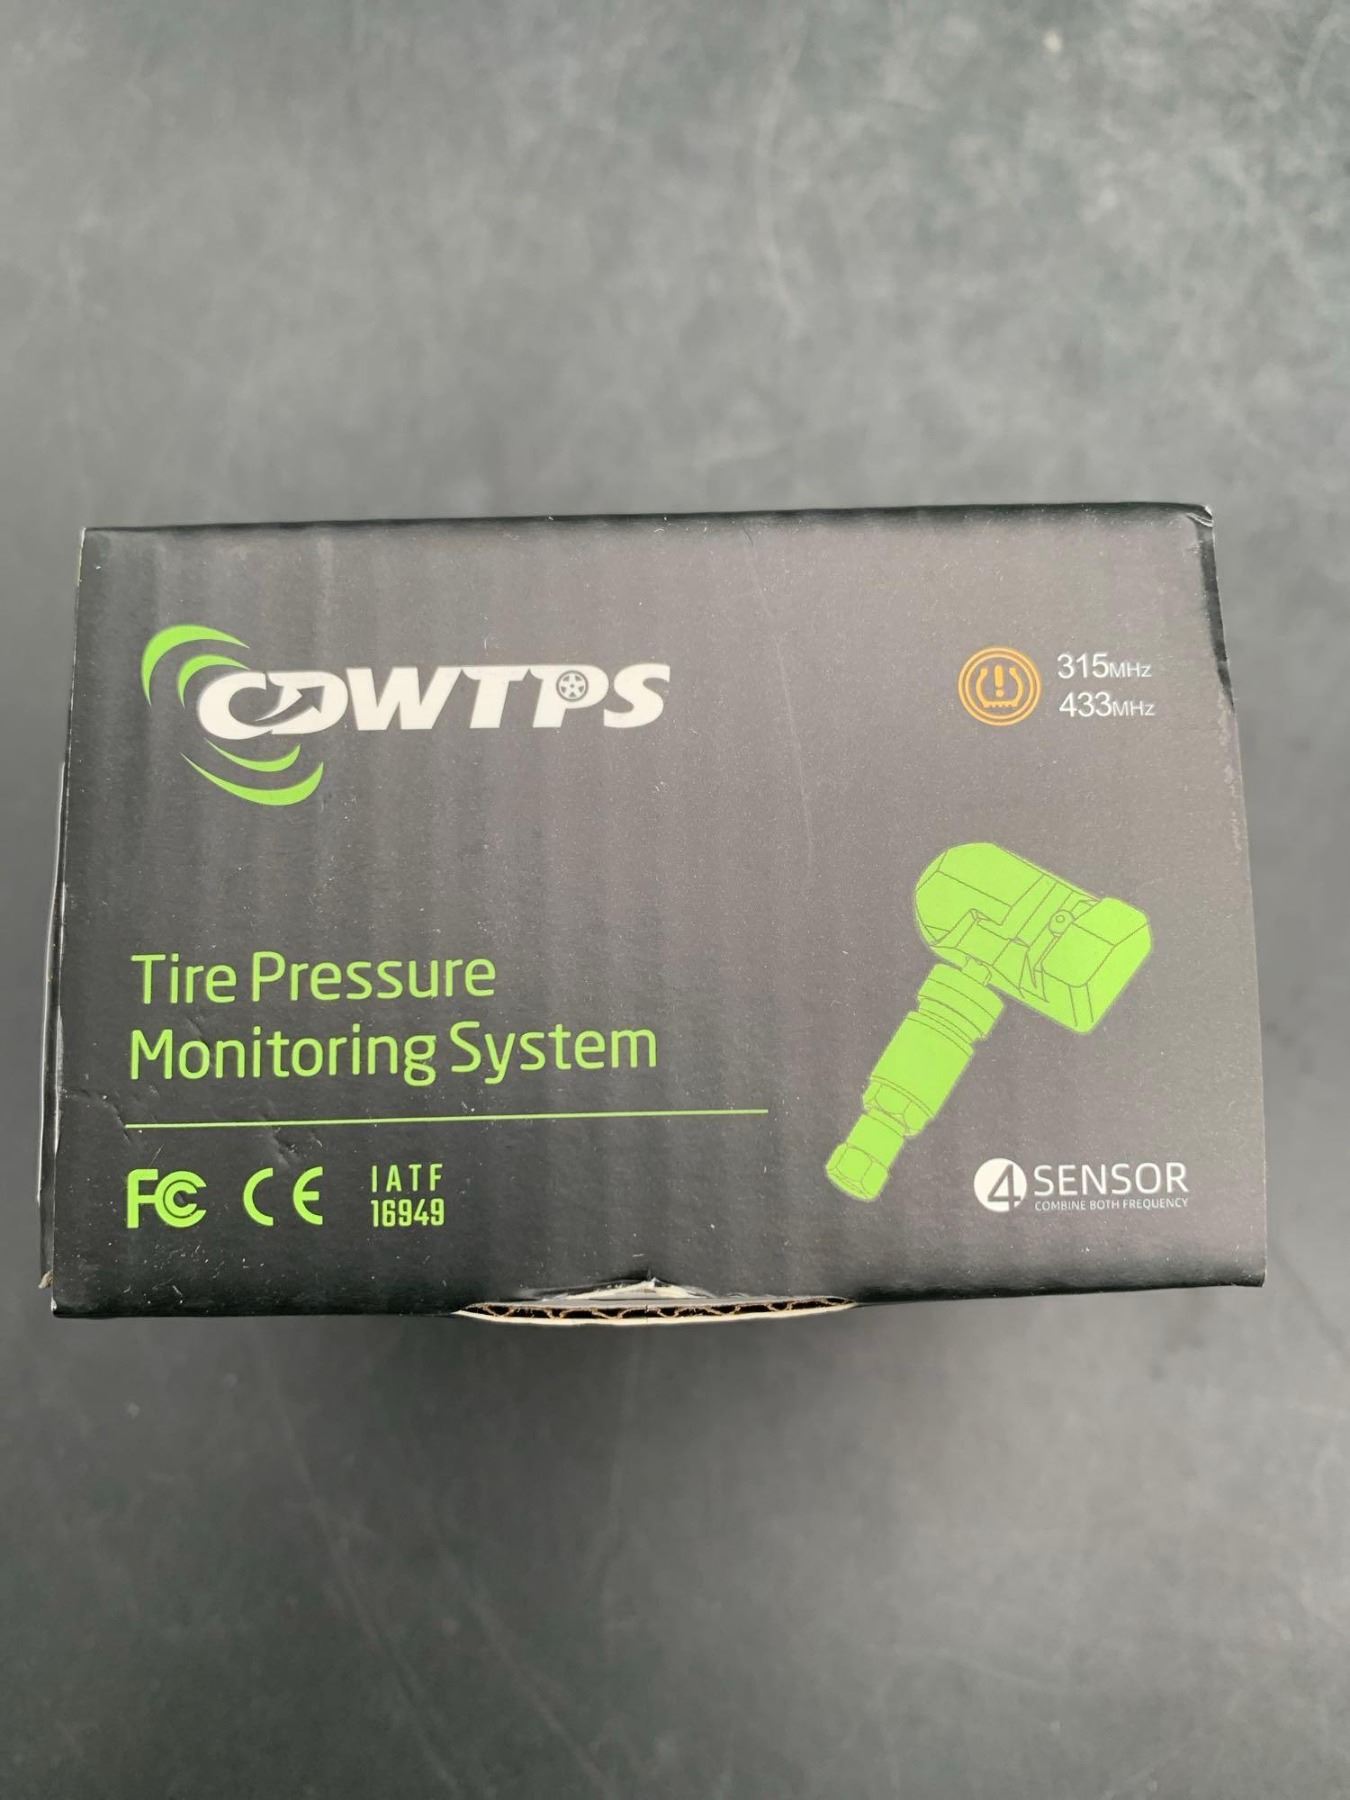 CDWTPS
315MHz
433MHz
Tire Pressure
Monitoring System
FC CE IATF
16949
4 SENSOR
COMBINE BOTH FREQUENCY